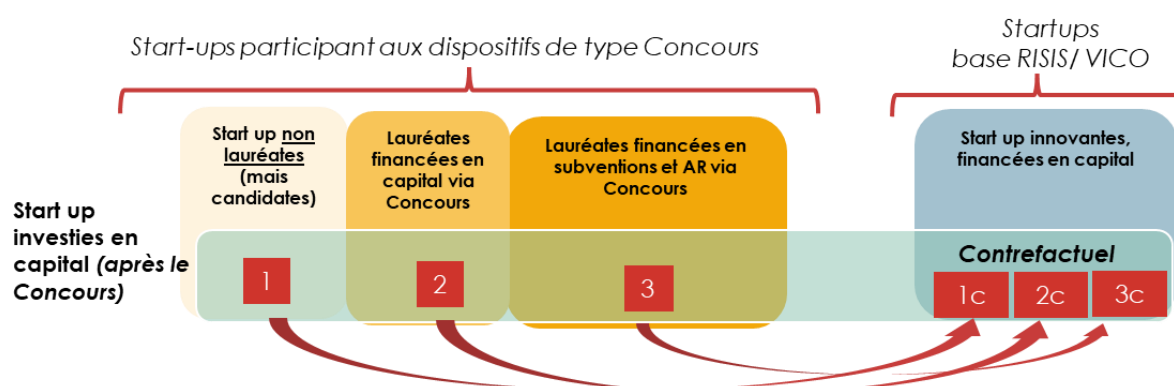 Start-ups participant aux dispositifs de type Concours
Startups
base RISIS/ VICO
Start up non
lauréates
(mais
candidates)
Lauréates
financées en
capital via
Concours
Lauréates financées en
subventions et AR via
Concours
Start up innovantes,
financées en capital
Start up
investies en
capital (après le
Concours)
Contrefactuel
1
2
3
1c
2c
3c